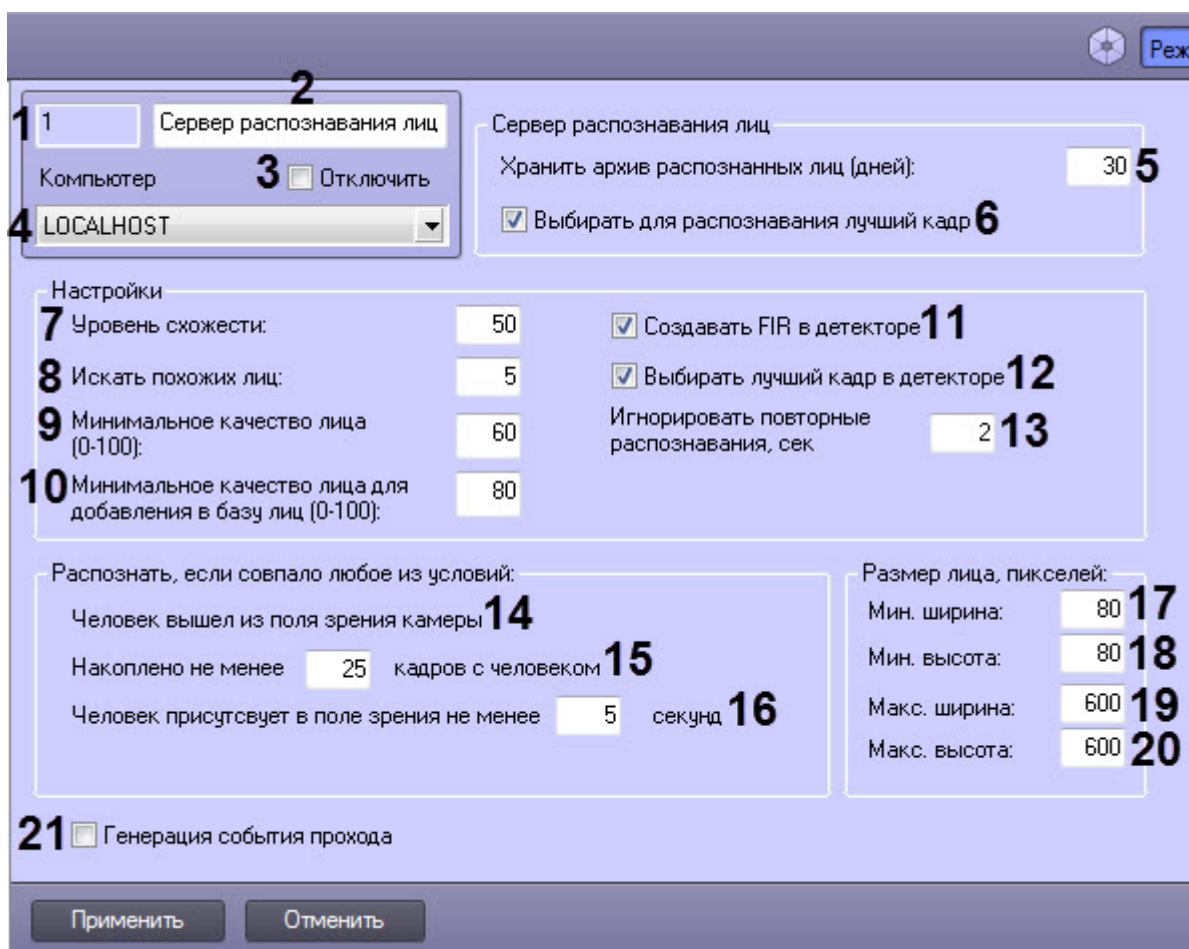 Реж
2
1 1 Сервер распознавания лиц
Компьютер 3 Отключить
4 LOCALHOST
Сервер распознавания лиц
Хранить архив распознанных лиц (дней): 30 5
Выбирать для распознавания лучший кадр 6
Настройки
7 Уровень схожести: 50
8 Искать похожих лиц: 5
9 Минимальное качество лица
(0-100): 60
10 Минимальное качество лица для
добавления в базу лиц (0-100): 80
Создавать FIR в детекторе 11
Выбирать лучший кадр в детекторе 12
Игнорировать повторные
распознавания, сек 2 13
Распознать, если совпало любое из условий:
Человек вышел из поля зрения камеры 14
Накоплено не менее 25 кадров с человеком 15
Человек присутсвует в поле зрения не менее 5 секунд 16
Размер лица, пикселей:
Мин. ширина: 80 17
Мин. высота: 80 18
Макс. ширина: 600 19
Макс. высота: 600 20
21 Генерация события прохода
Применить Отменить